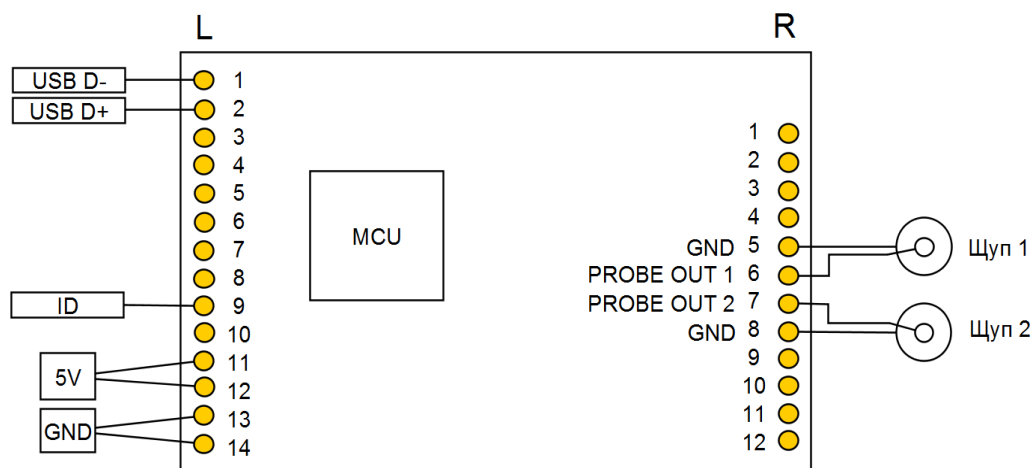 L
R
USB D-
1
USB D+
2
3
4
5
6
7
8
ID
9
10
5V
11
12
GND
13
14
MCU
1
2
3
4
GND 5
PROBE OUT 1 6
PROBE OUT 2 7
GND 8
9
10
11
12
Щуп 1
Щуп 2